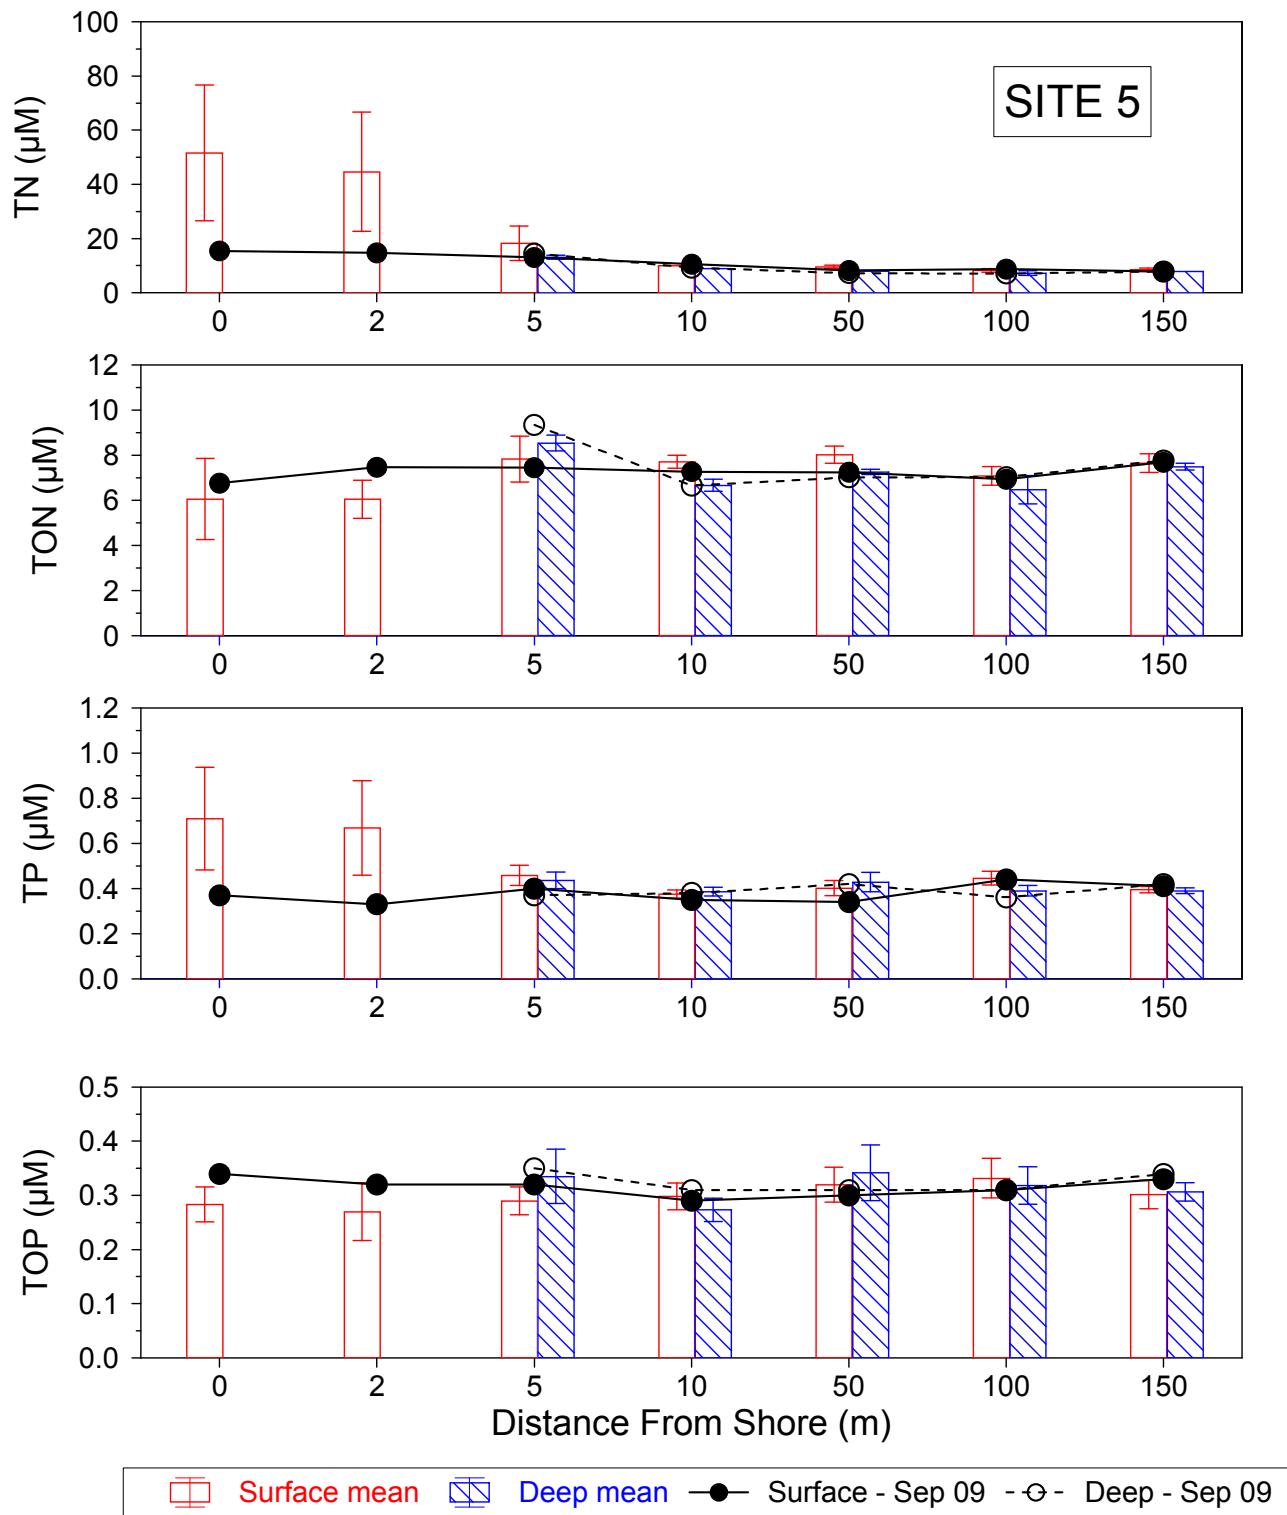 SITE 5
TN (µM)
100
80
60
40
20
0
0 2 5 10 50 100 150
TON (µM)
12
10
8
6
4
2
0
0 2 5 10 50 100 150
TP (µM)
1.2
1.0
0.8
0.6
0.4
0.2
0.0
0 2 5 10 50 100 150
TOP (µM)
0.5
0.4
0.3
0.2
0.1
0.0
0 2 5 10 50 100 150
Distance From Shore (m)
Surface mean Deep mean Surface - Sep 09 Deep - Sep 09